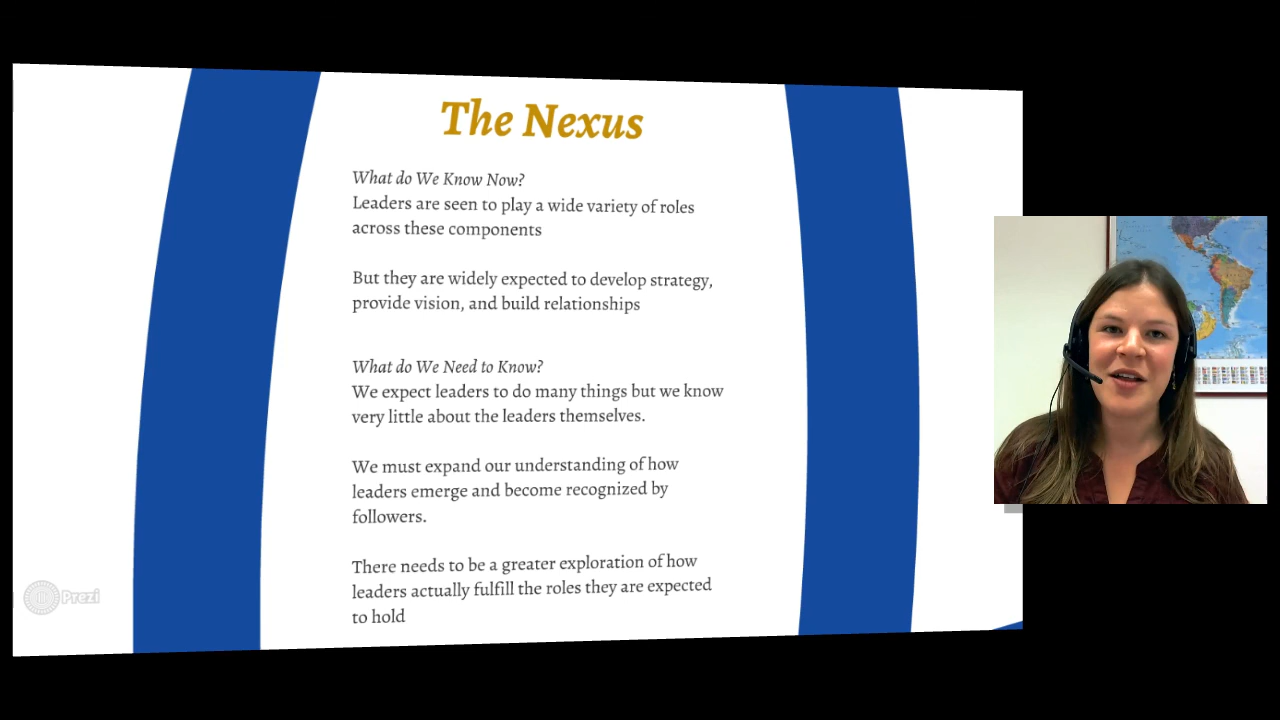 The Nexus
What do We Know Now?
Leaders are seen to play a wide variety of roles
across these components
But they are widely expected to develop strategy,
provide vision, and build relationships
What do We Need to Know?
We expect leaders to do many things but we know
very little about the leaders themselves.
We must expand our understanding of how
leaders emerge and become recognized by
followers.
There needs to be a greater exploration of how
leaders actually fulfill the roles they are expected
to hold
Prezi